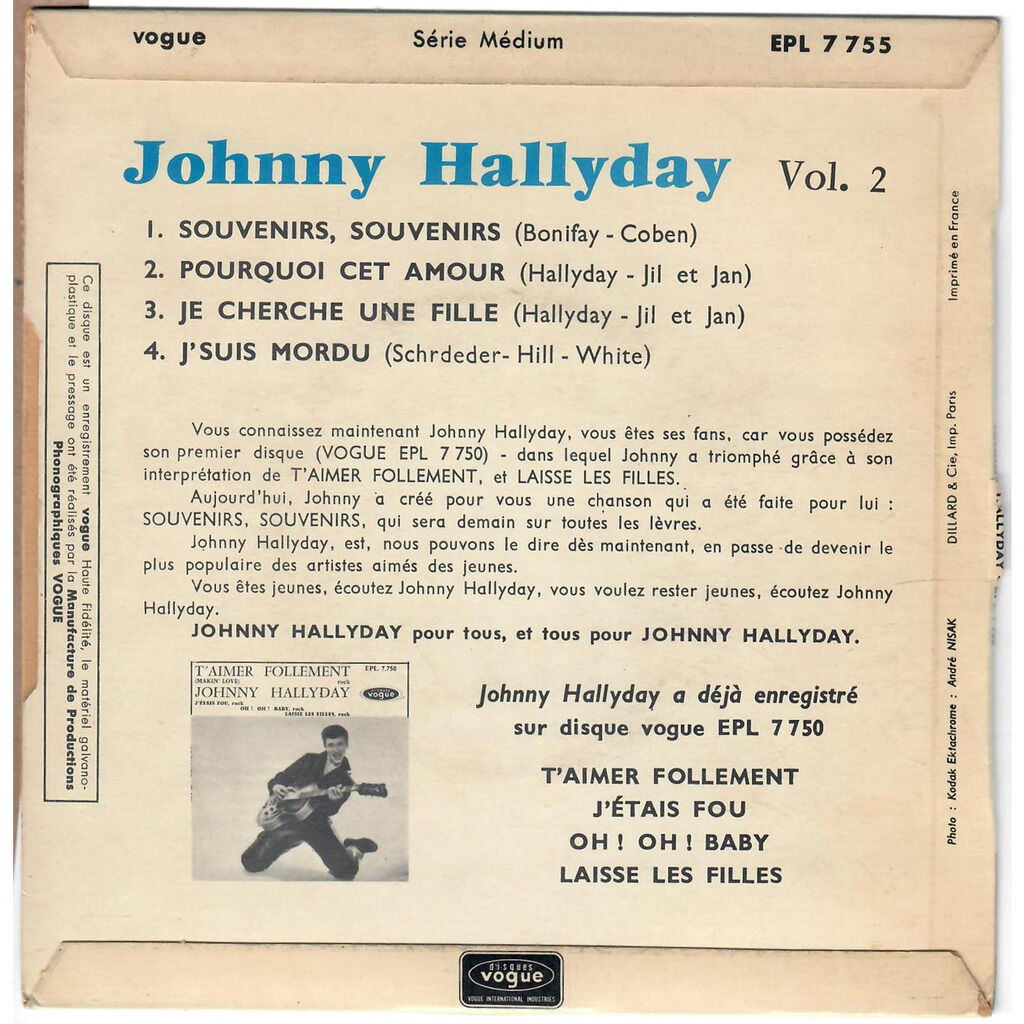 vogue Série Médium EPL 7 755
Johnny Hallyday Vol. 2
1. SOUVENIRS, SOUVENIRS (Bonifay - Coben)
2. POURQUOI CET AMOUR (Hallyday - Jil et Jan)
3. JE CHERCHE UNE FILLE (Hallyday - Jil et Jan)
4. J'SUIS MORDU (Schrdeder- Hill - White)
Vous connaissez maintenant Johnny Hallyday, vous êtes ses fans, car vous possédez
son premier disque (VOGUE EPL 7 750) - dans lequel Johnny a triomphé grâce à son
interprétation de T'AIMER FOLLEMENT, et LAISSE LES FILLES.
Aujourd'hui, Johnny a créé pour vous une chanson qui a été faite pour lui :
SOUVENIRS, SOUVENIRS, qui sera demain sur toutes les lèvres.
Johnny Hallyday, est, nous pouvons le dire dès maintenant, en passe de devenir le
plus populaire des artistes aimés des jeunes.
Vous êtes jeunes, écoutez Johnny Hallyday, vous voulez rester jeunes, écoutez Johnny
Hallyday.
JOHNNY HALLYDAY pour tous, et tous pour JOHNNY HALLYDAY.
T'AIMER FOLLEMENT EPL. 7.750
(MAKIN' LOVE) rock
JOHNNY HALLYDAY vogue
J'ÉTAIS FOU, rock
OH ! OH ! BABY, rock
LAISSE LES FILLES, rock
Johnny Hallyday a déjà enregistré
sur disque vogue EPL 7 750
T'AIMER FOLLEMENT
J'ÉTAIS FOU
OH ! OH ! BABY
LAISSE LES FILLES
Ce disque est un enregistrement vogue Haute Fidélité, le matériel galvano-
plastique et le pressage ont été réalisés par la Manufacture de Productions
Phonographiques VOGUE
Photo : Kodak Ektachrome : André NISAK DILLARD & Cie, Imp. Paris Imprimé en France
HALLYDAY
disques
vogue
VOGUE INTERNATIONAL INDUSTRIES